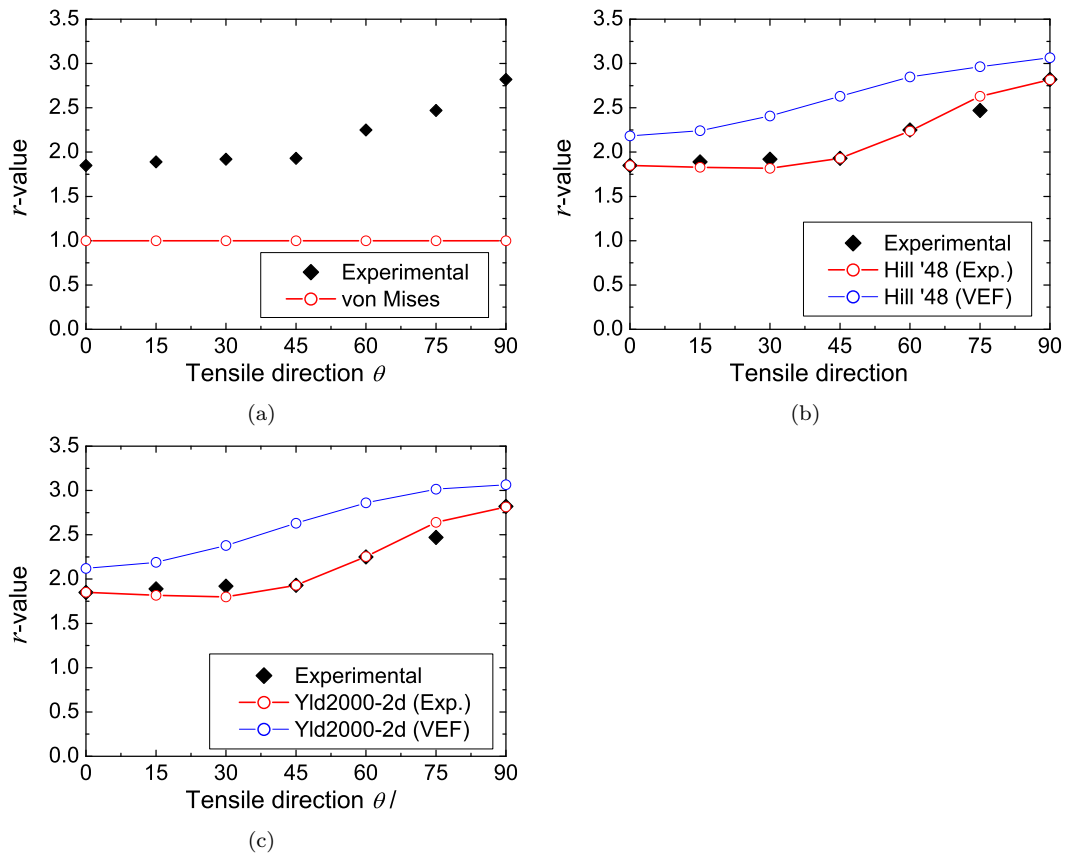 3.5
3.0
2.5
2.0
1.5
1.0
0.5
0.0
r-value
Experimental
von Mises
0 15 30 45 60 75 90
Tensile direction θ
(a)
3.5
3.0
2.5
2.0
1.5
1.0
0.5
0.0
r-value
Experimental
Hill '48 (Exp.)
Hill '48 (VEF)
0 15 30 45 60 75 90
Tensile direction
(b)
3.5
3.0
2.5
2.0
1.5
1.0
0.5
0.0
r-value
Experimental
Yld2000-2d (Exp.)
Yld2000-2d (VEF)
0 15 30 45 60 75 90
Tensile direction θ /
(c)